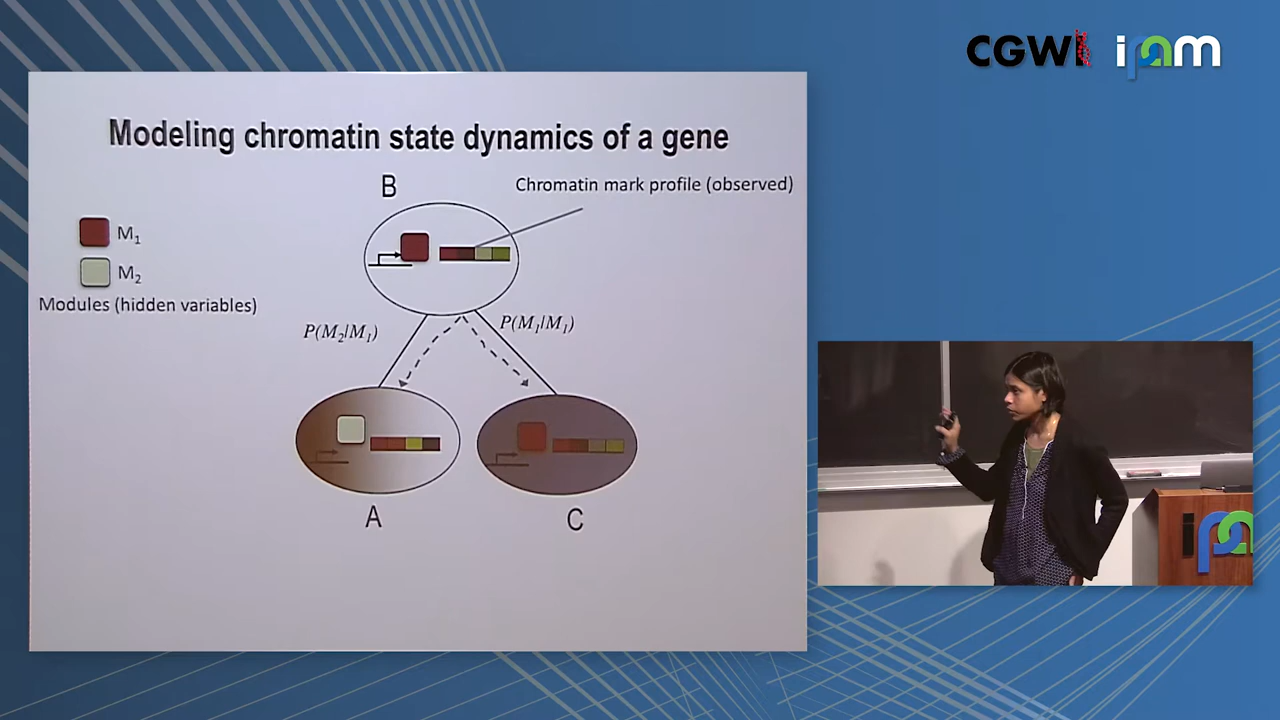 CGWI ipam
Modeling chromatin state dynamics of a gene
B
Chromatin mark profile (observed)
M1
M2
Modules (hidden variables)
P(M2|M1)
P(M1|M1)
A
C
ipa